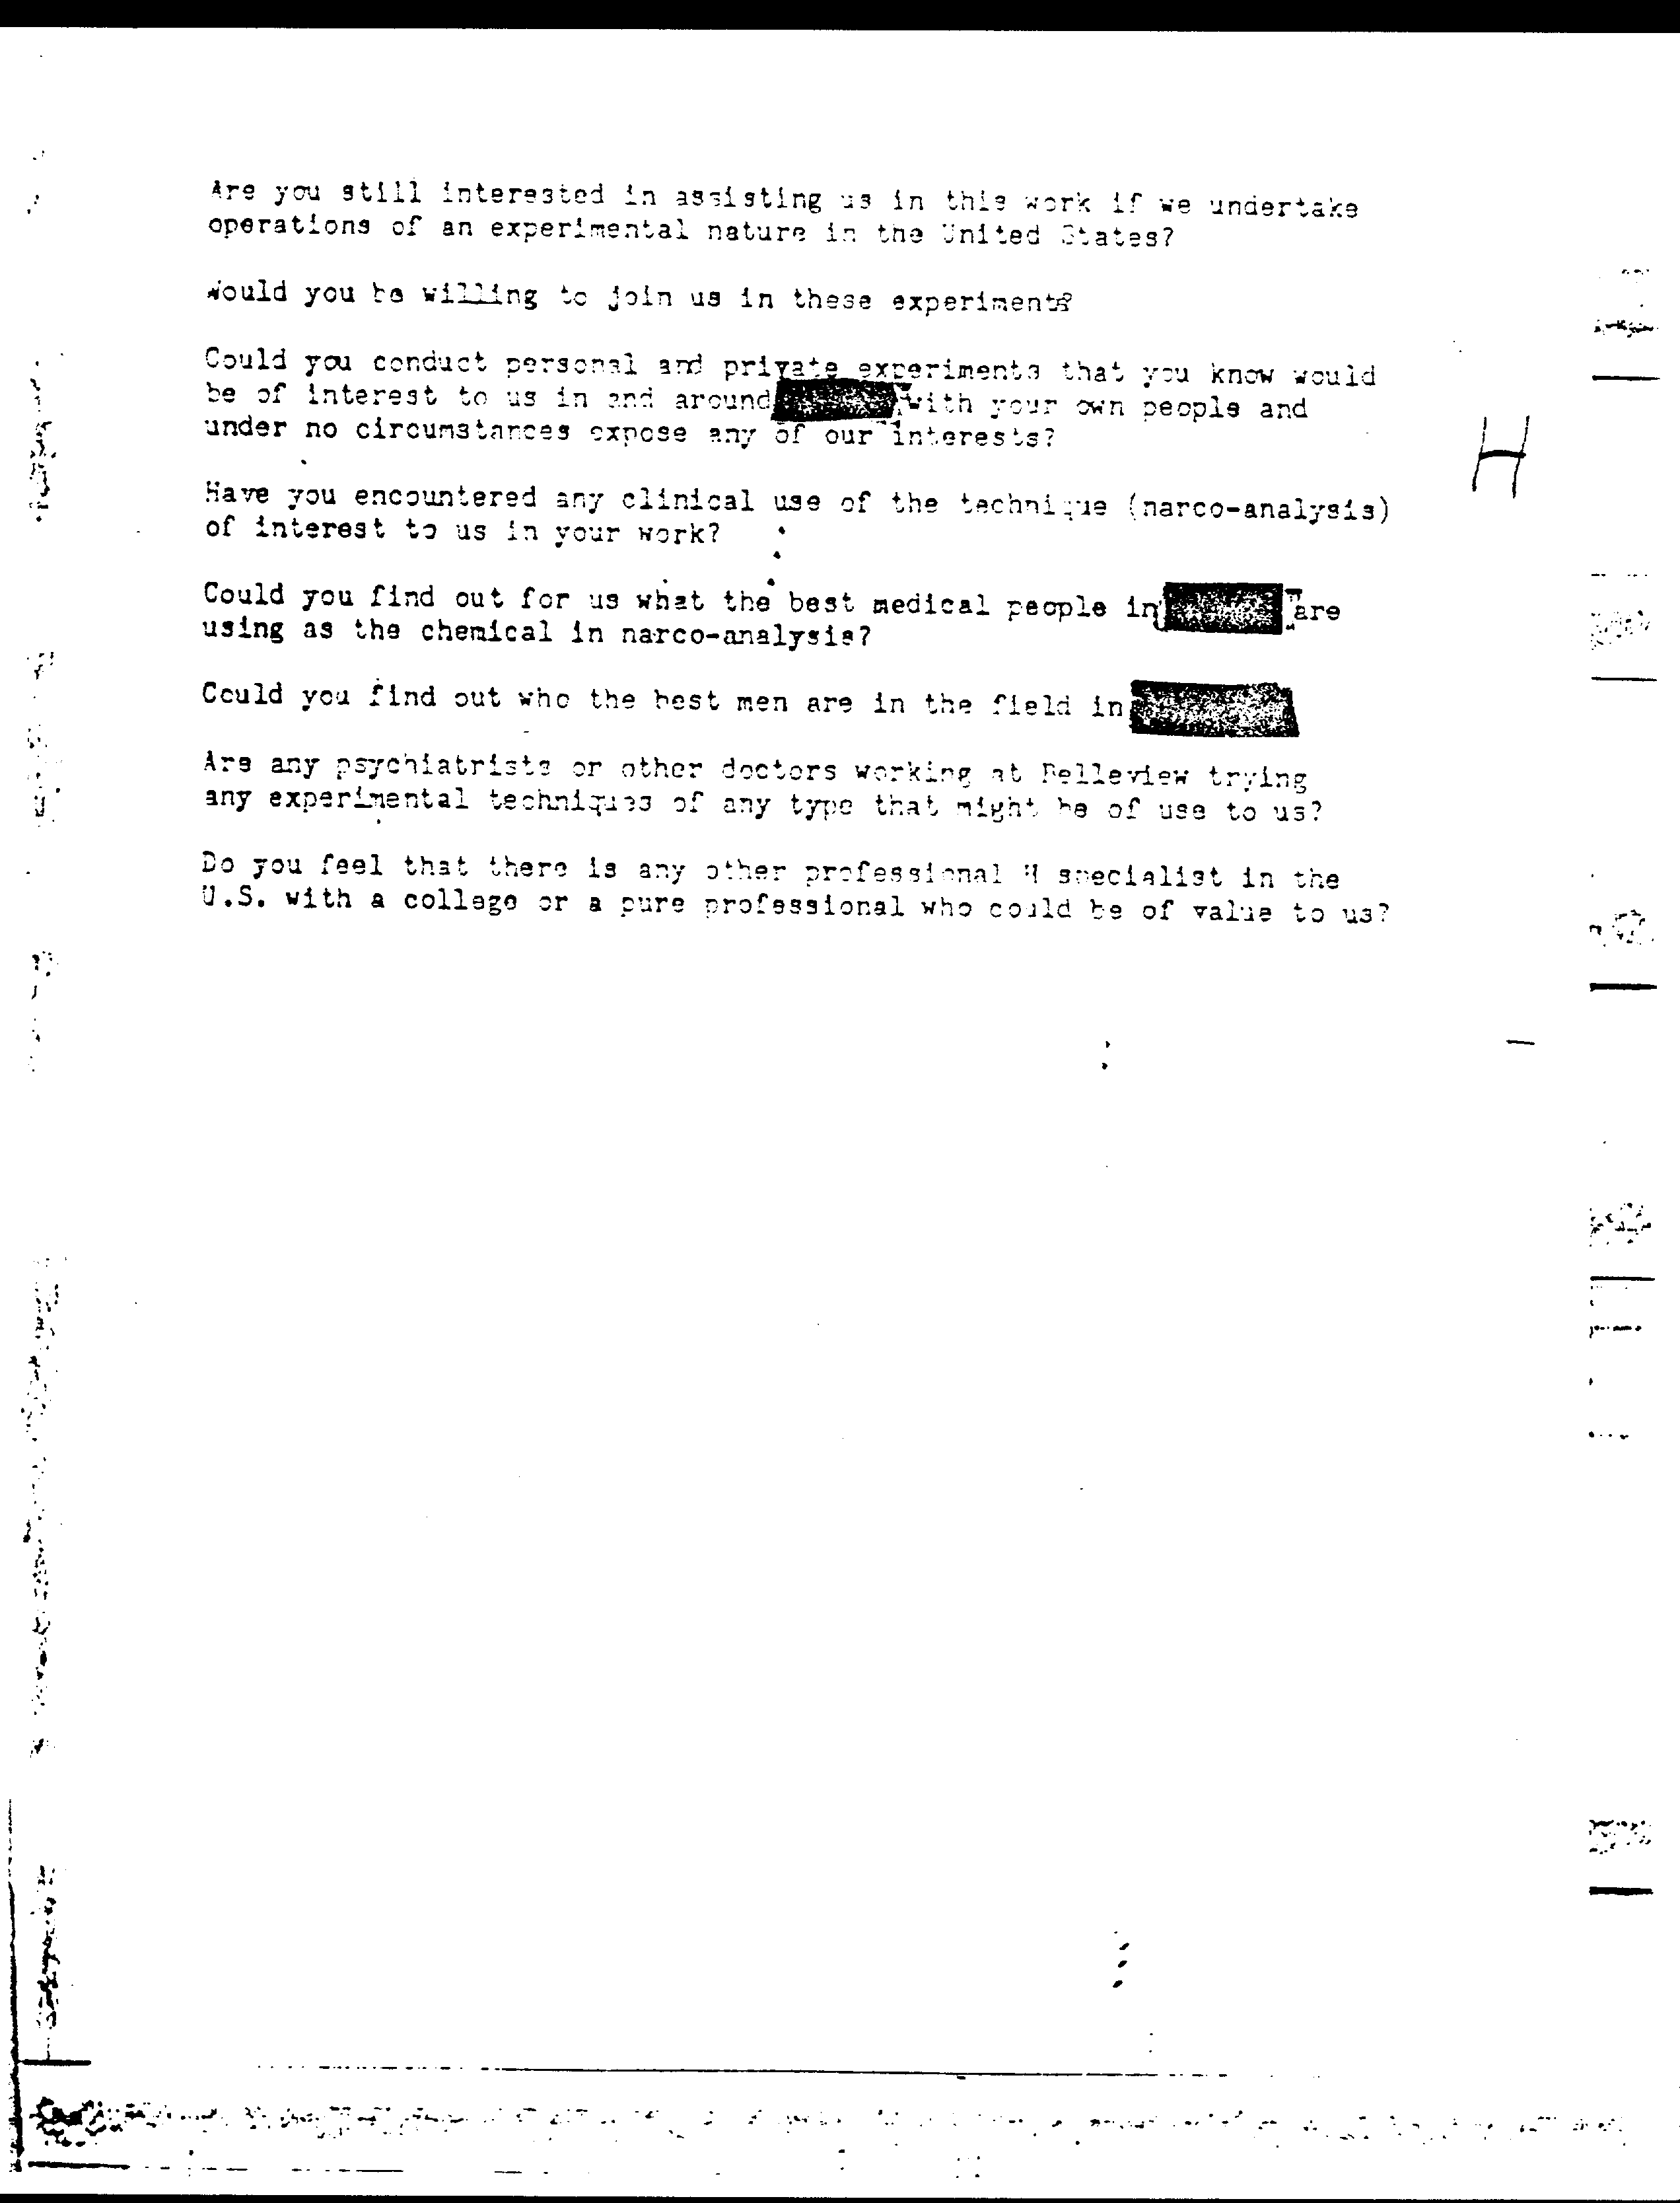 Are you still interested in assisting us in this work if we undertake
operations of an experimental nature in the United States?
Would you be willing to join us in these experiments?
Could you conduct personal and private experiments that you know would
be of interest to us in and around with your own people and
under no circumstances expose any of our interests?
H
Have you encountered any clinical use of the technique (narco-analysis)
of interest to us in your work?
Could you find out for us what the best medical people in are
using as the chemical in narco-analysis?
Could you find out who the best men are in the field in
Are any psychiatrists or other doctors working at Belleview trying
any experimental techniques of any type that might be of use to us?
Do you feel that there is any other professional H specialist in the
U.S. with a college or a pure professional who could be of value to us?